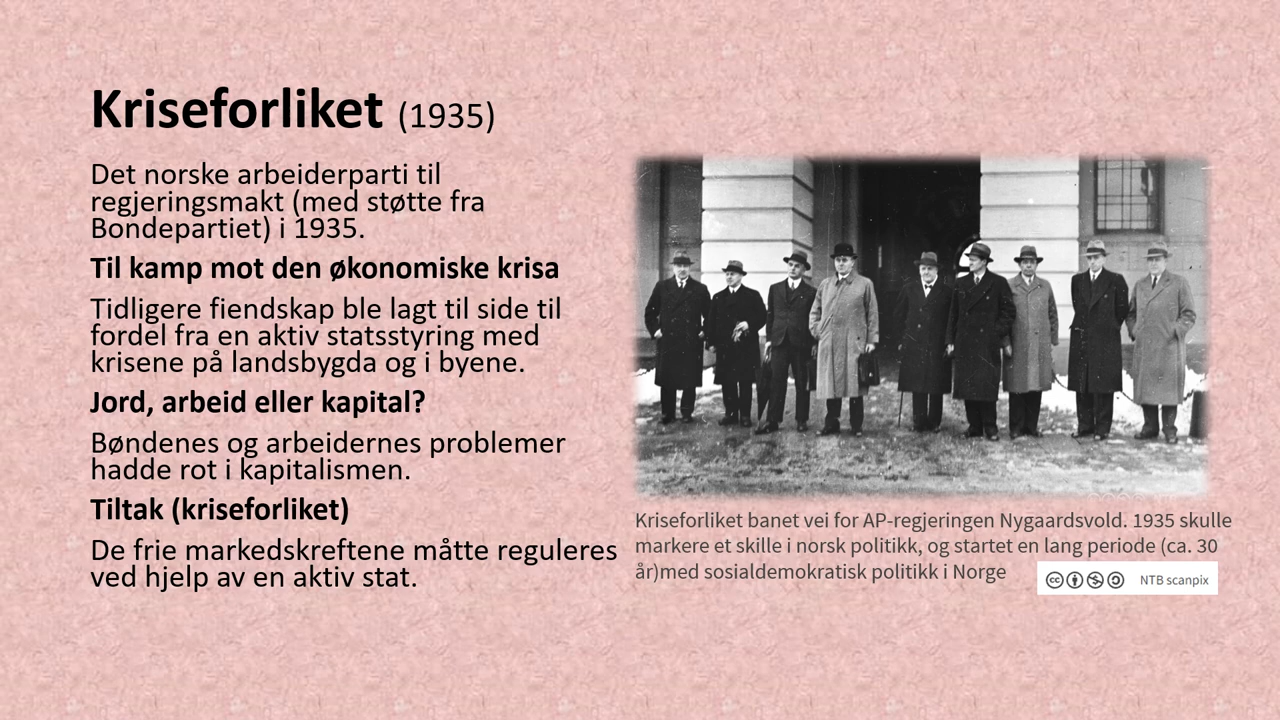 Kriseforliket (1935)
Det norske arbeiderparti til
regjeringsmakt (med støtte fra
Bondepartiet) i 1935.
Til kamp mot den økonomiske krisa
Tidligere fiendskap ble lagt til side til
fordel fra en aktiv statsstyring med
krisene på landsbygda og i byene.
Jord, arbeid eller kapital?
Bøndenes og arbeidernes problemer
hadde rot i kapitalismen.
Tiltak (kriseforliket)
De frie markedskreftene måtte reguleres
ved hjelp av en aktiv stat.
Kriseforliket banet vei for AP-regjeringen Nygaardsvold. 1935 skulle
markere et skille i norsk politikk, og startet en lang periode (ca. 30
år)med sosialdemokratisk politikk i Norge
NTB scanpix